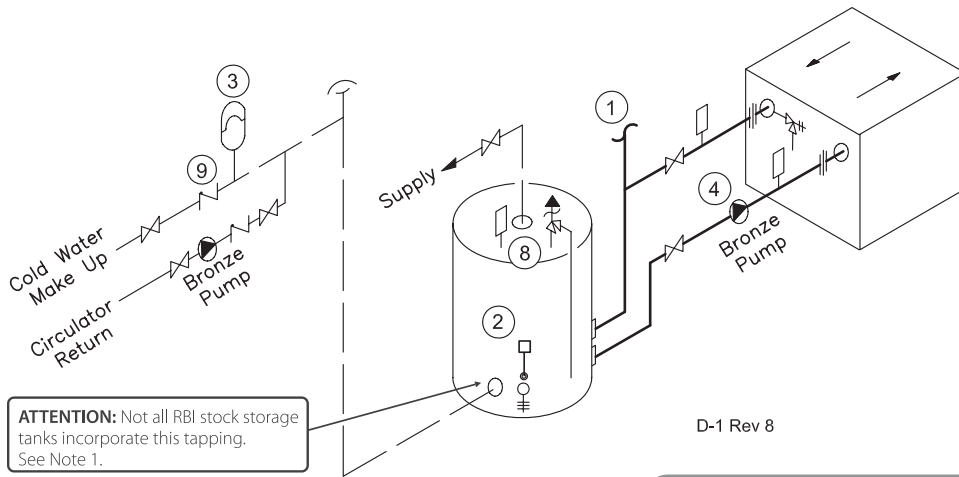 3
1
9
4
Supply
Cold Water
Make Up
Bronze
Pump
8
Bronze
Pump
Circulator
Return
2
ATTENTION: Not all RBI stock storage
tanks incorporate this tapping.
See Note 1.
D-1 Rev 8